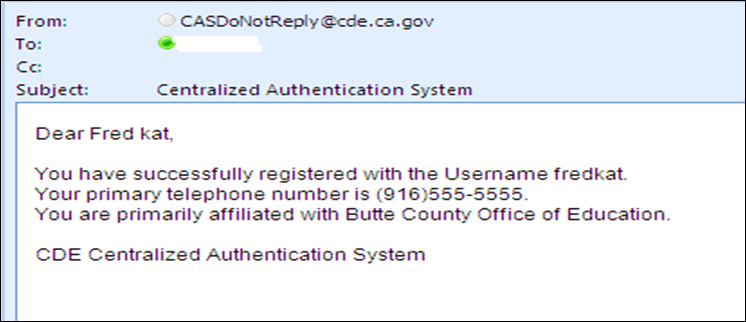 From: CASDoNotReply@cde.ca.gov
To:
Cc:
Subject: Centralized Authentication System
Dear Fred kat,
You have successfully registered with the Username fredkat.
Your primary telephone number is (916)555-5555.
You are primarily affiliated with Butte County Office of Education.
CDE Centralized Authentication System